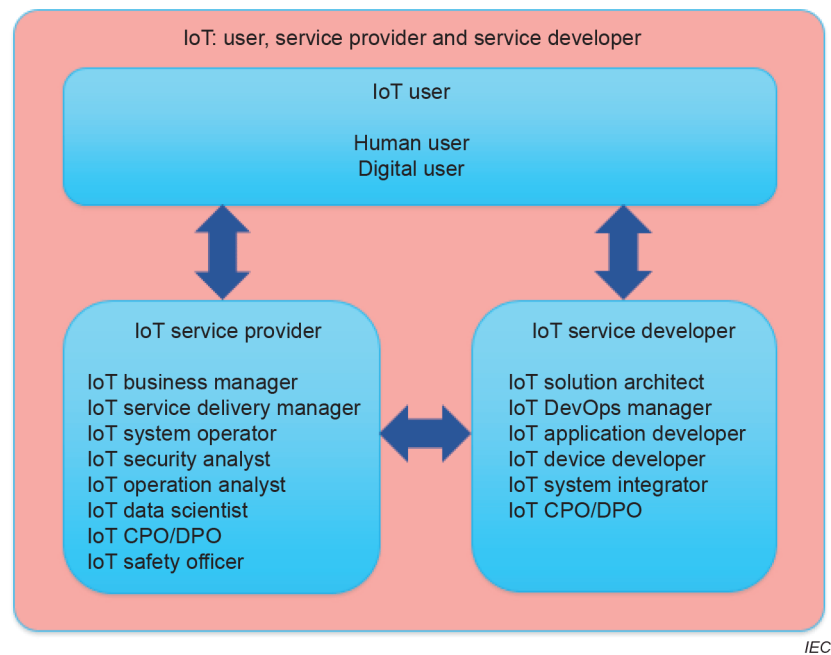 IoT: user, service provider and service developer
IoT user
Human user
Digital user
IoT service provider
IoT business manager
IoT service delivery manager
IoT system operator
IoT security analyst
IoT operation analyst
IoT data scientist
IoT CPO/DPO
IoT safety officer
IoT service developer
IoT solution architect
IoT DevOps manager
IoT application developer
IoT device developer
IoT system integrator
IoT CPO/DPO
IEC